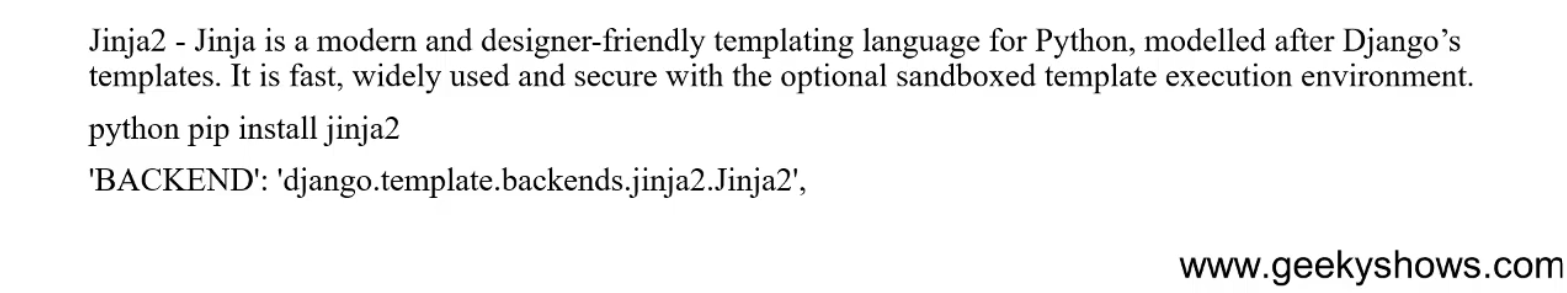 Jinja2 - Jinja is a modern and designer-friendly templating language for Python, modelled after Django’s
templates. It is fast, widely used and secure with the optional sandboxed template execution environment.
python pip install jinja2
'BACKEND': 'django.template.backends.jinja2.Jinja2',
www.geekyshows.com